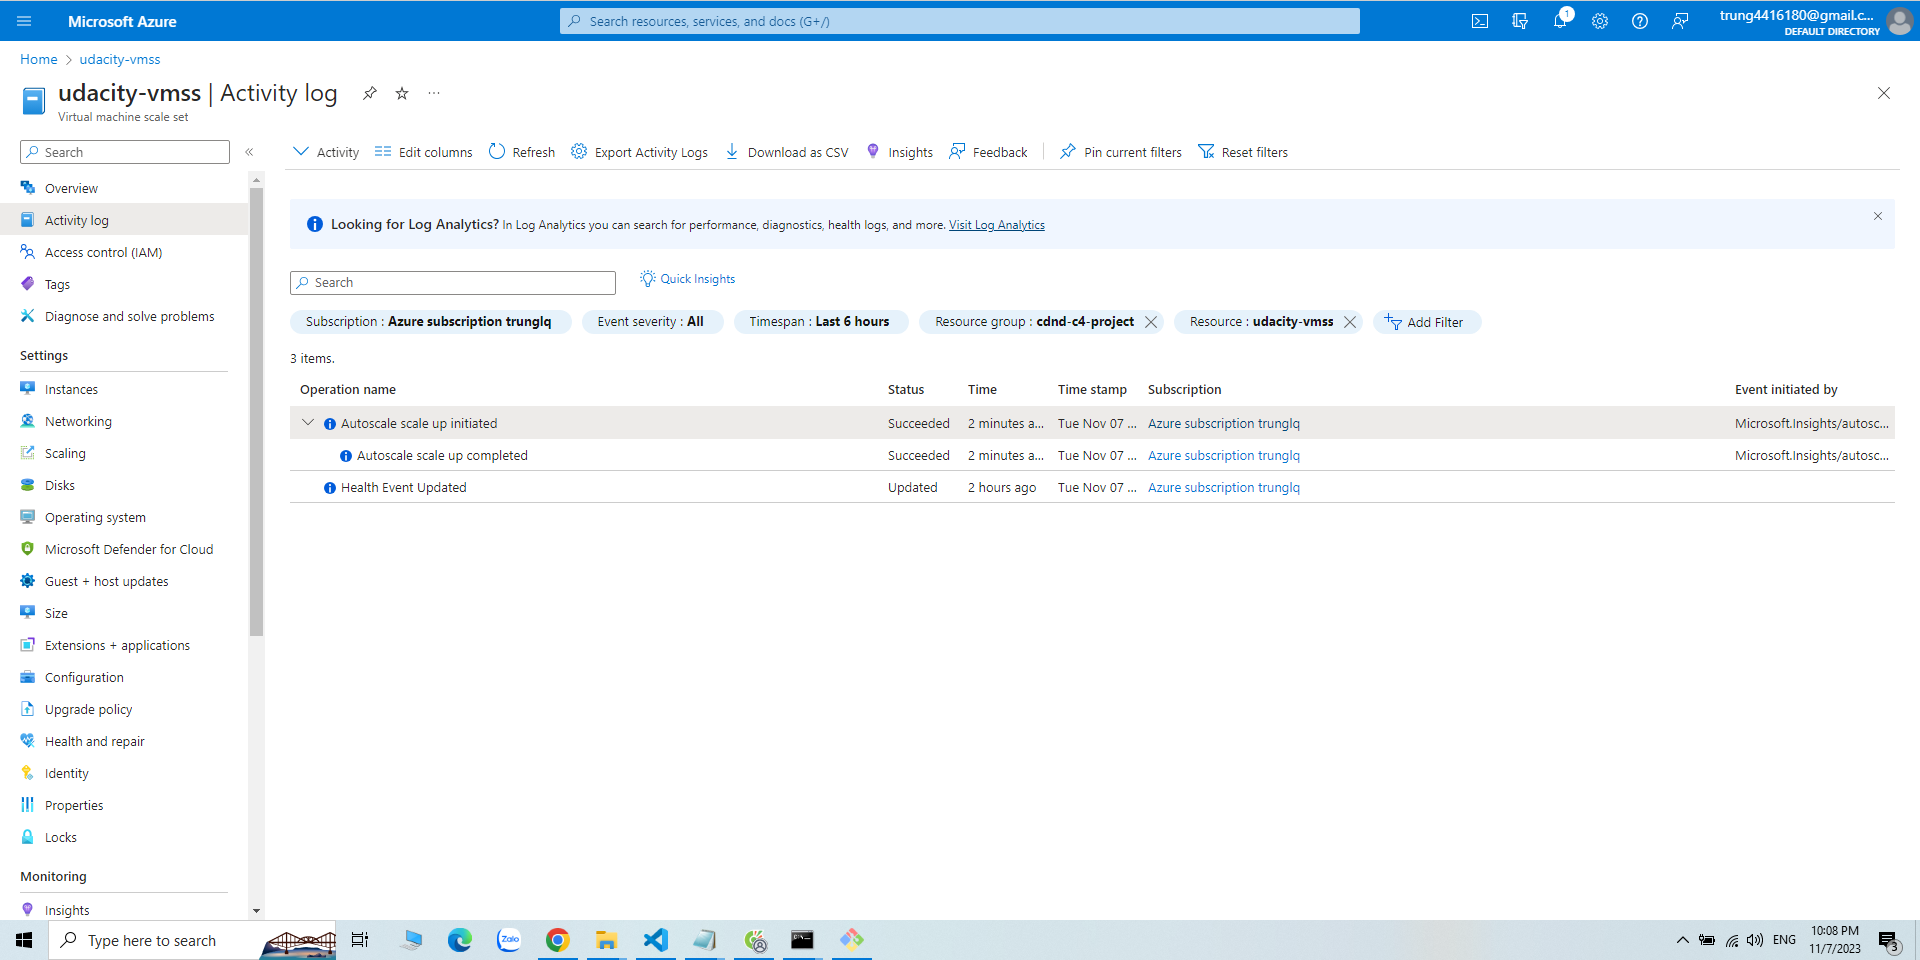 Microsoft Azure
Search resources, services, and docs (G+/)
1
trung4416180@gmail.c...
DEFAULT DIRECTORY
Home > udacity-vmss
udacity-vmss | Activity log
Virtual machine scale set
Search
Activity Edit columns Refresh Export Activity Logs Download as CSV Insights Feedback Pin current filters Reset filters
Overview
Activity log
Access control (IAM)
Tags
Diagnose and solve problems
Settings
Instances
Networking
Scaling
Disks
Operating system
Microsoft Defender for Cloud
Guest + host updates
Size
Extensions + applications
Configuration
Upgrade policy
Health and repair
Identity
Properties
Locks
Monitoring
Insights
Looking for Log Analytics? In Log Analytics you can search for performance, diagnostics, health logs, and more. Visit Log Analytics
Search
Quick Insights
Subscription : Azure subscription trunglq Event severity : All Timespan : Last 6 hours Resource group : cdnd-c4-project Resource : udacity-vmss Add Filter
3 items.
Operation name Status Time Time stamp Subscription Event initiated by
Autoscale scale up initiated Succeeded 2 minutes a... Tue Nov 07 ... Azure subscription trunglq Microsoft.Insights/autosc...
Autoscale scale up completed Succeeded 2 minutes a... Tue Nov 07 ... Azure subscription trunglq Microsoft.Insights/autosc...
Health Event Updated Updated 2 hours ago Tue Nov 07 ... Azure subscription trunglq
Type here to search
Zalo
ENG
10:08 PM
11/7/2023
3